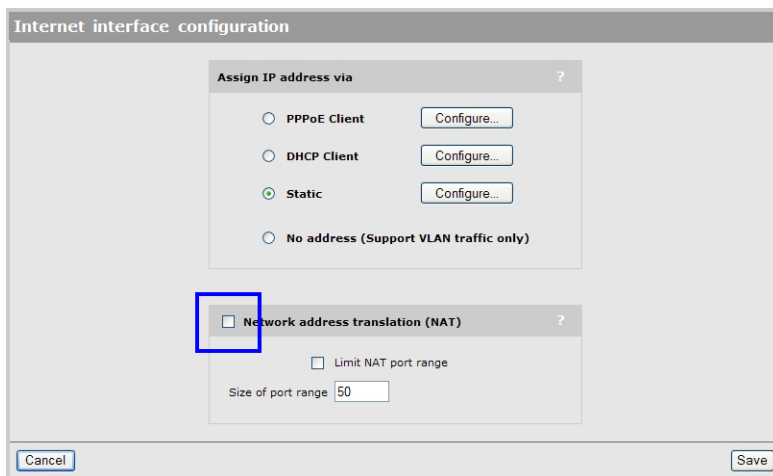 Internet interface configuration
Assign IP address via ?
PPPoE Client Configure...
DHCP Client Configure...
Static Configure...
No address (Support VLAN traffic only)
Network address translation (NAT) ?
Limit NAT port range
Size of port range 50
Cancel Save